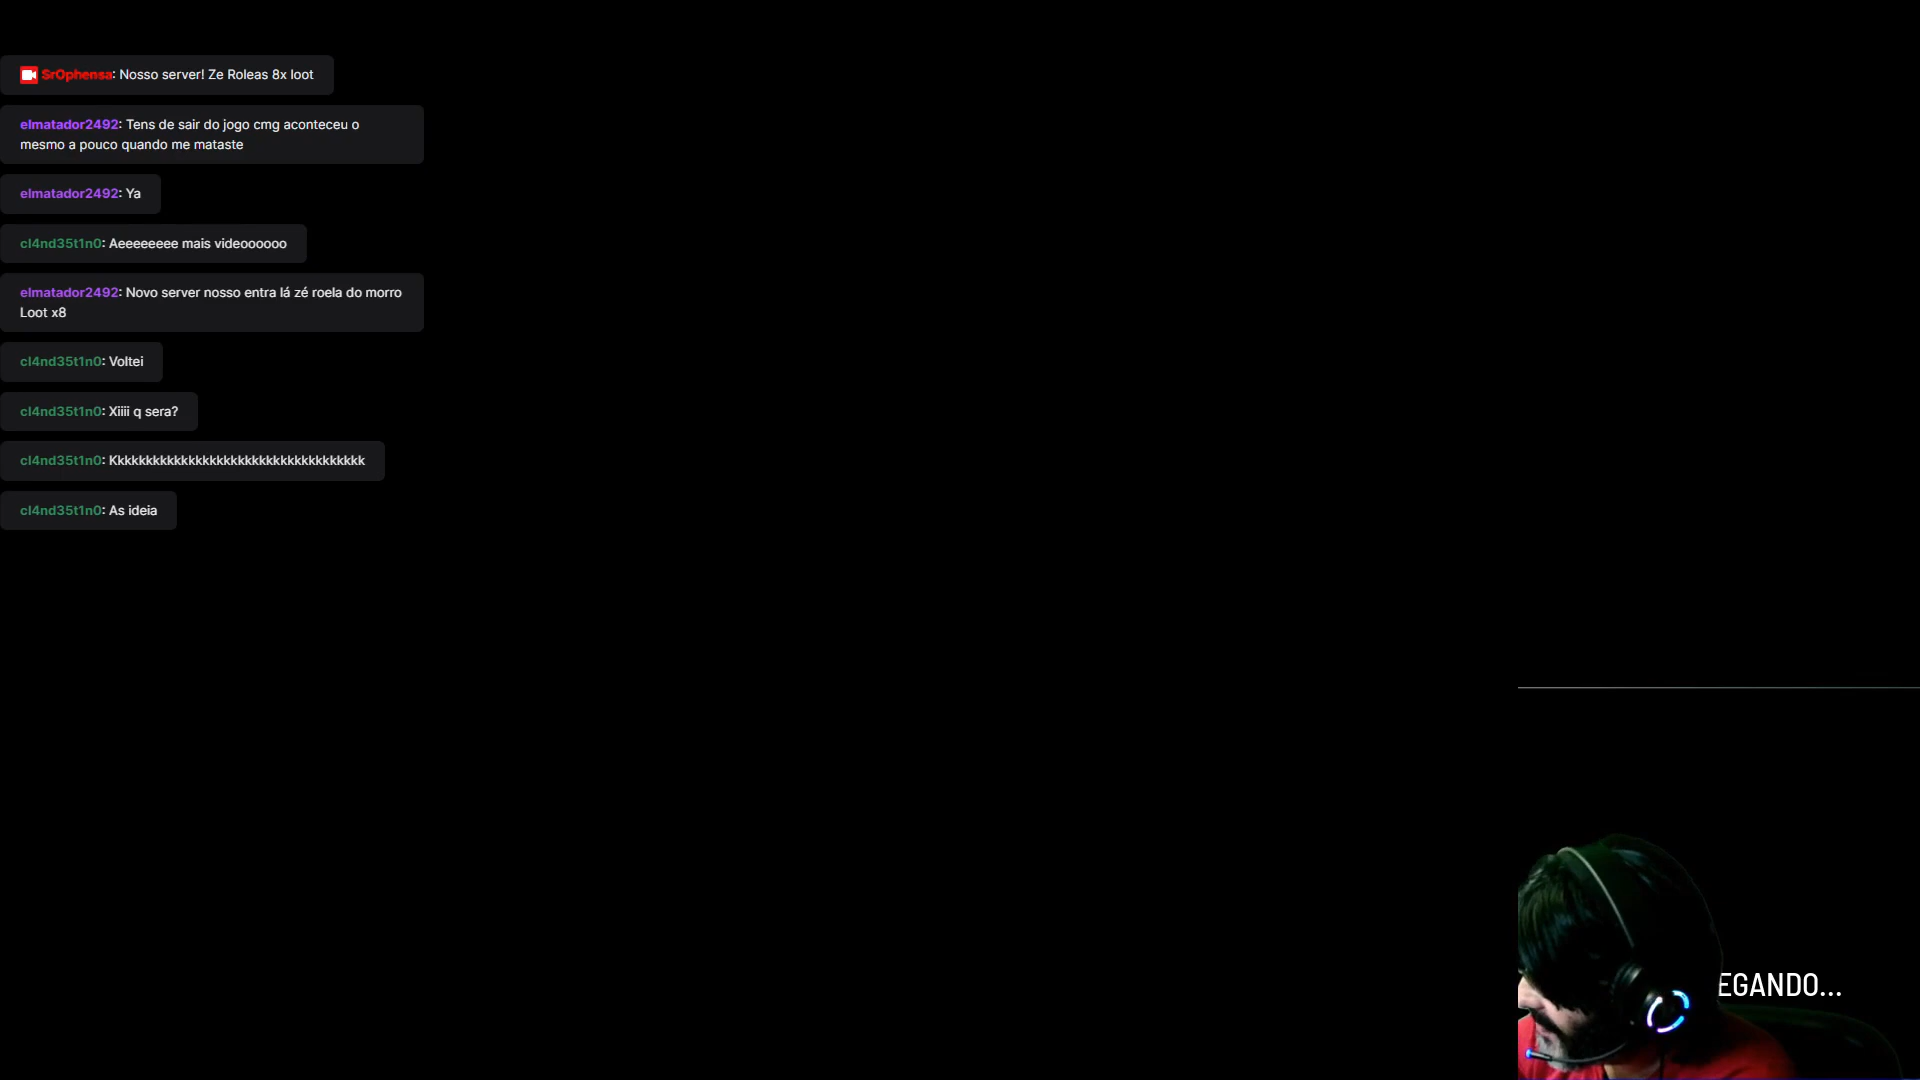 SrOphensa: Nosso server! Ze Roleas 8x loot
elmatador2492: Tens de sair do jogo cmg aconteceu o
mesmo a pouco quando me mataste
elmatador2492: Ya
cl4nd35t1n0: Aeeeeeeee mais videoooooo
elmatador2492: Novo server nosso entra lá zé roela do morro
Loot x8
cl4nd35t1n0: Voltei
cl4nd35t1n0: Xiiii q sera?
cl4nd35t1n0: Kkkkkkkkkkkkkkkkkkkkkkkkkkkkkkkkkkkk
cl4nd35t1n0: As ideia
EGANDO...